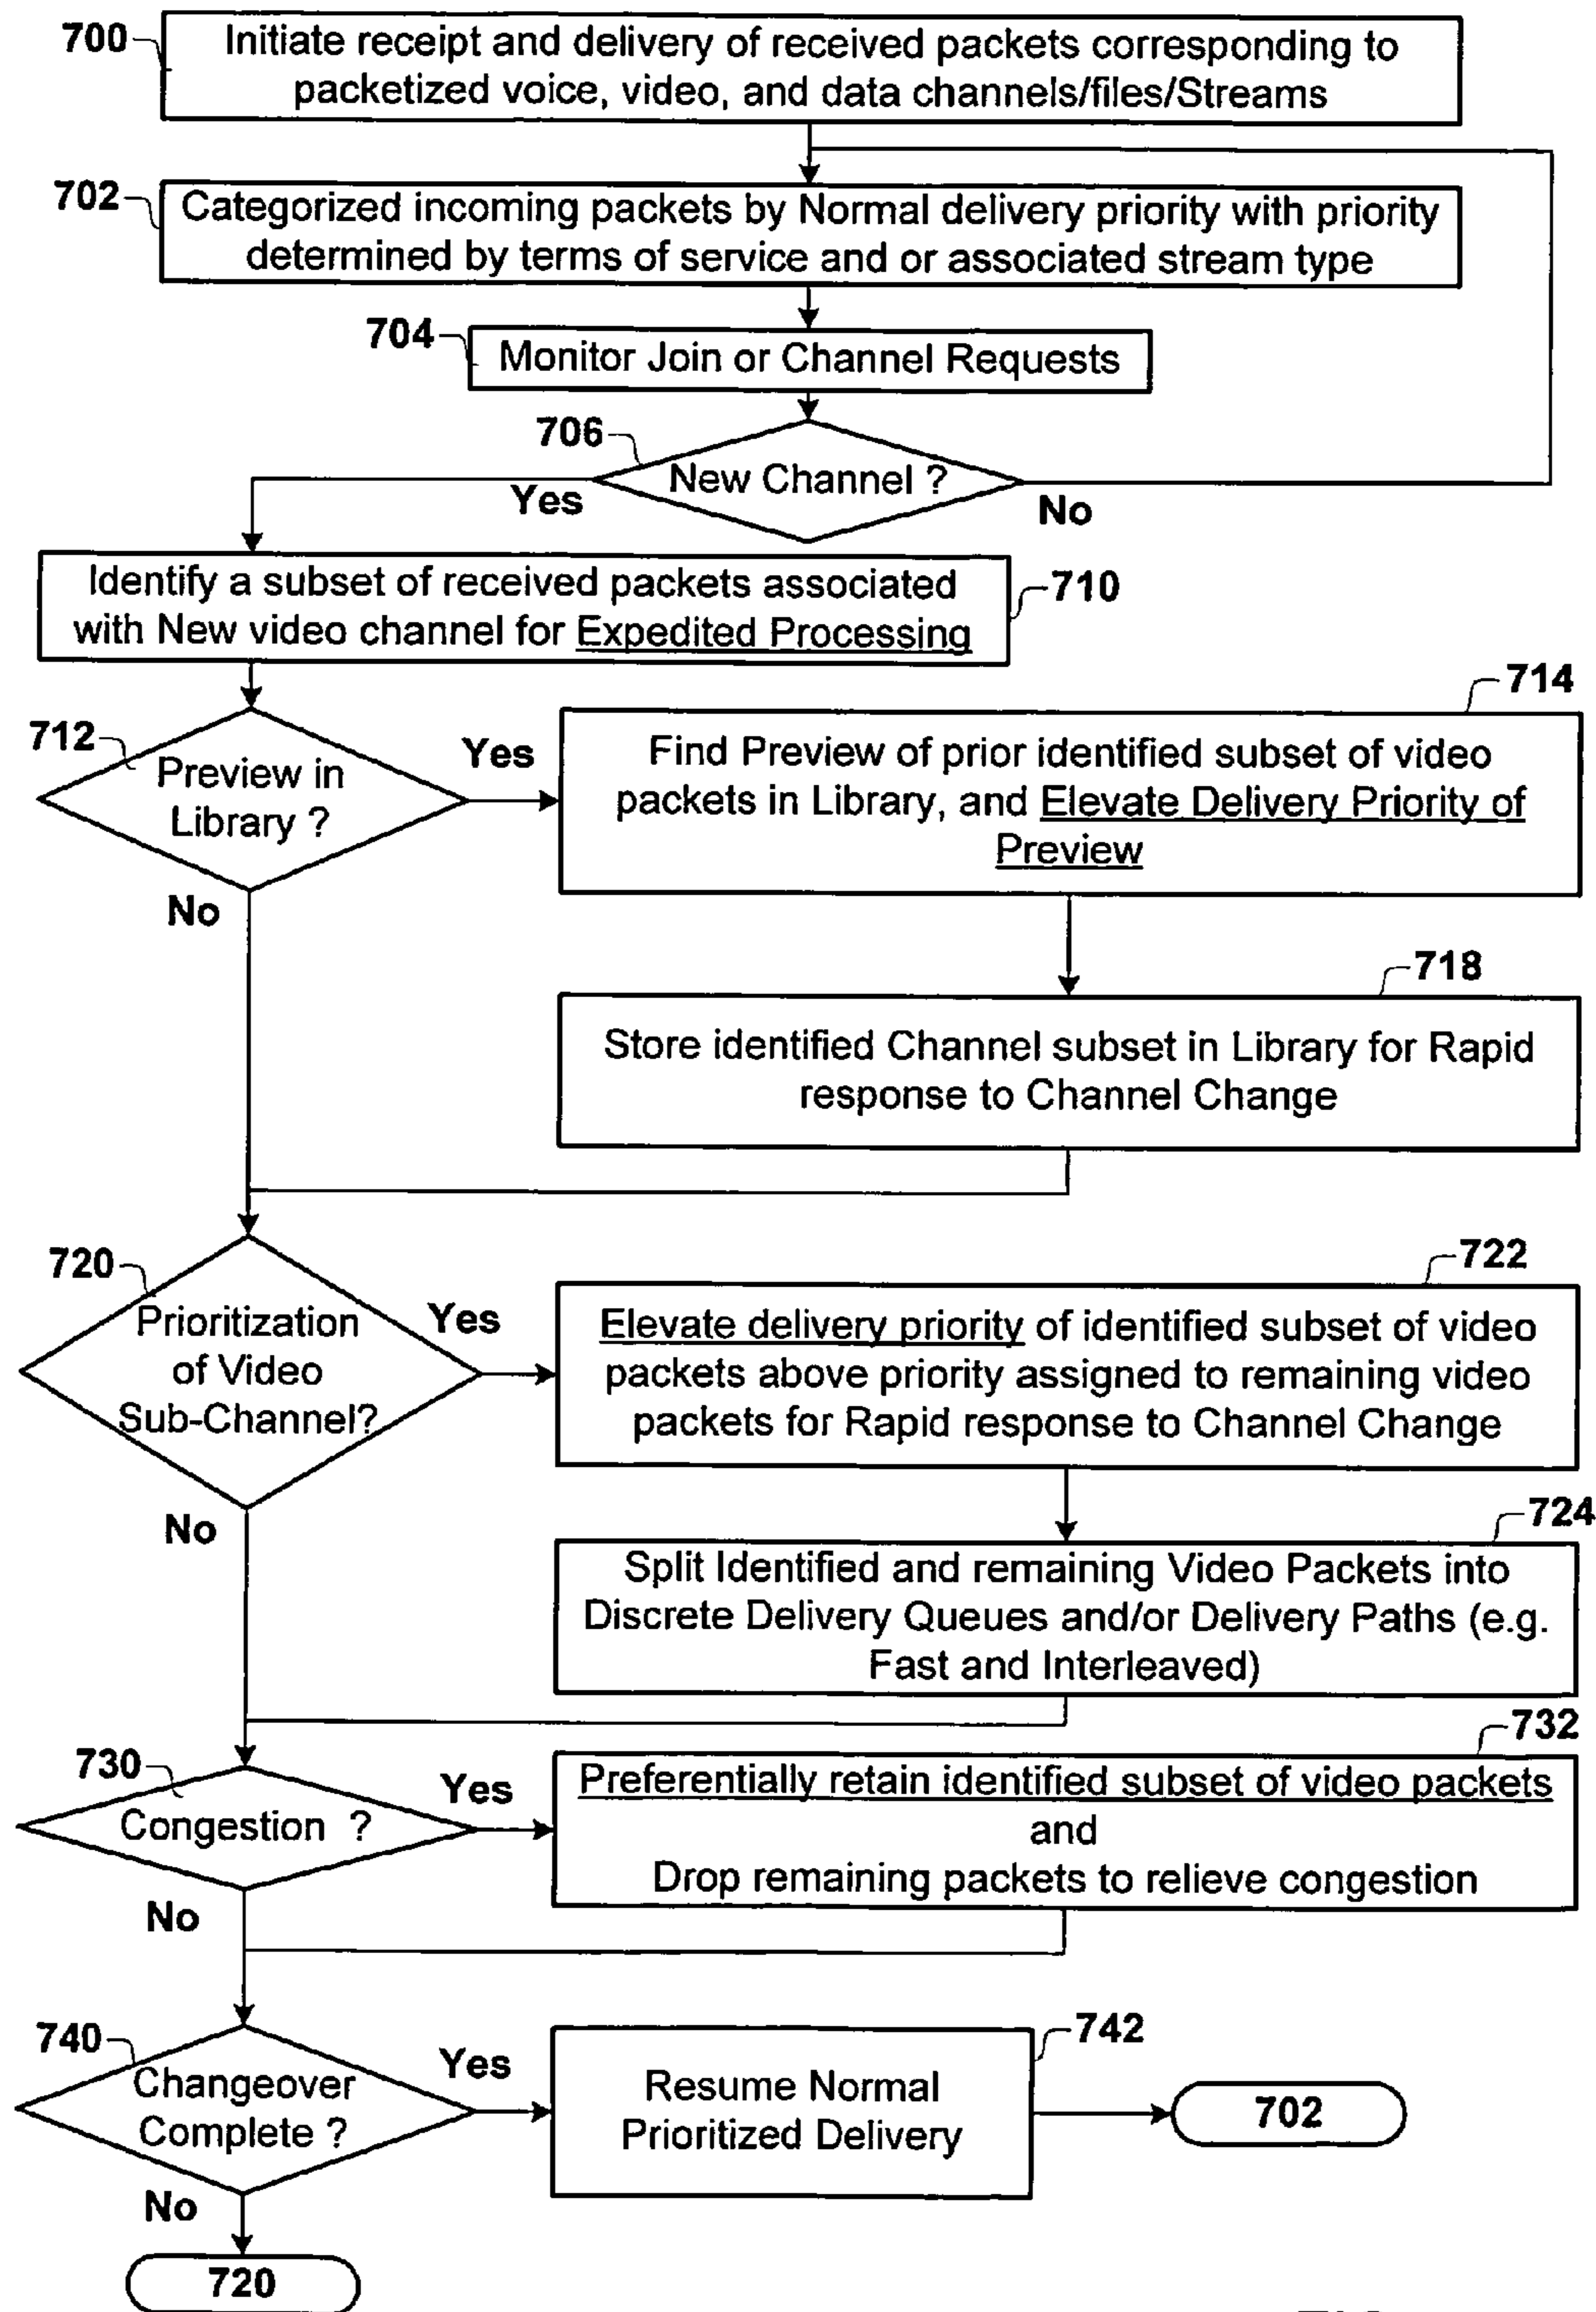 700
Initiate receipt and delivery of received packets corresponding to
packetized voice, video, and data channels/files/Streams
702
Categorized incoming packets by Normal delivery priority with priority
determined by terms of service and or associated stream type
704
Monitor Join or Channel Requests
706
New Channel ?
Yes
No
Identify a subset of received packets associated
with New video channel for Expedited Processing
710
712
Preview in
Library ?
Yes
No
714
Find Preview of prior identified subset of video
packets in Library, and Elevate Delivery Priority of
Preview
718
Store identified Channel subset in Library for Rapid
response to Channel Change
720
Prioritization
of Video
Sub-Channel?
Yes
No
722
Elevate delivery priority of identified subset of video
packets above priority assigned to remaining video
packets for Rapid response to Channel Change
724
Split Identified and remaining Video Packets into
Discrete Delivery Queues and/or Delivery Paths (e.g.
Fast and Interleaved)
730
Congestion ?
Yes
No
732
Preferentially retain identified subset of video packets
and
Drop remaining packets to relieve congestion
740
Changeover
Complete ?
Yes
No
742
Resume Normal
Prioritized Delivery
702
720